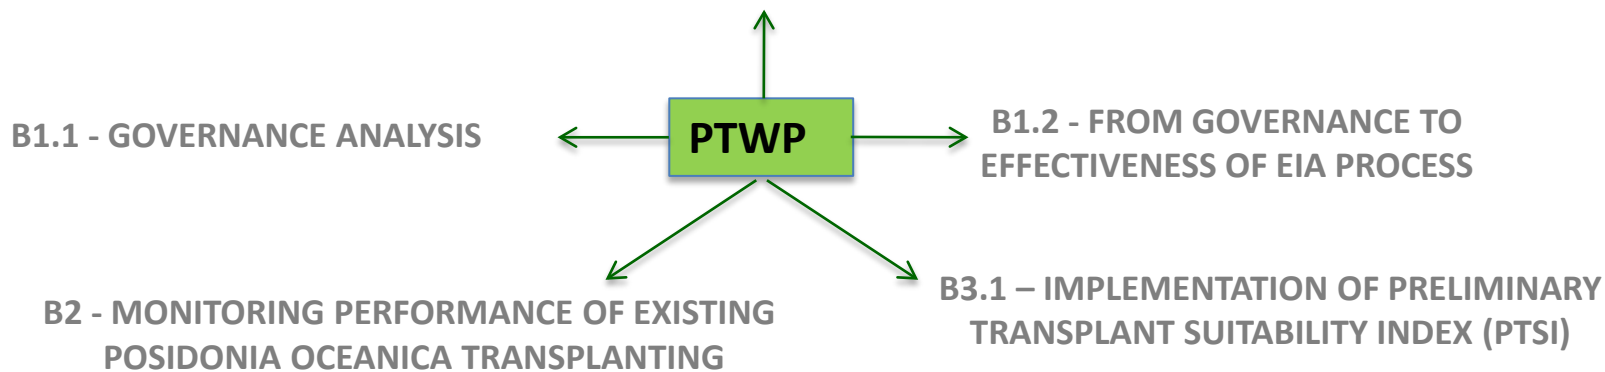 B1.1 - GOVERNANCE ANALYSIS
PTWP
B1.2 - FROM GOVERNANCE TO
EFFECTIVENESS OF EIA PROCESS
B2 - MONITORING PERFORMANCE OF EXISTING
POSIDONIA OCEANICA TRANSPLANTING
B3.1 – IMPLEMENTATION OF PRELIMINARY
TRANSPLANT SUITABILITY INDEX (PTSI)